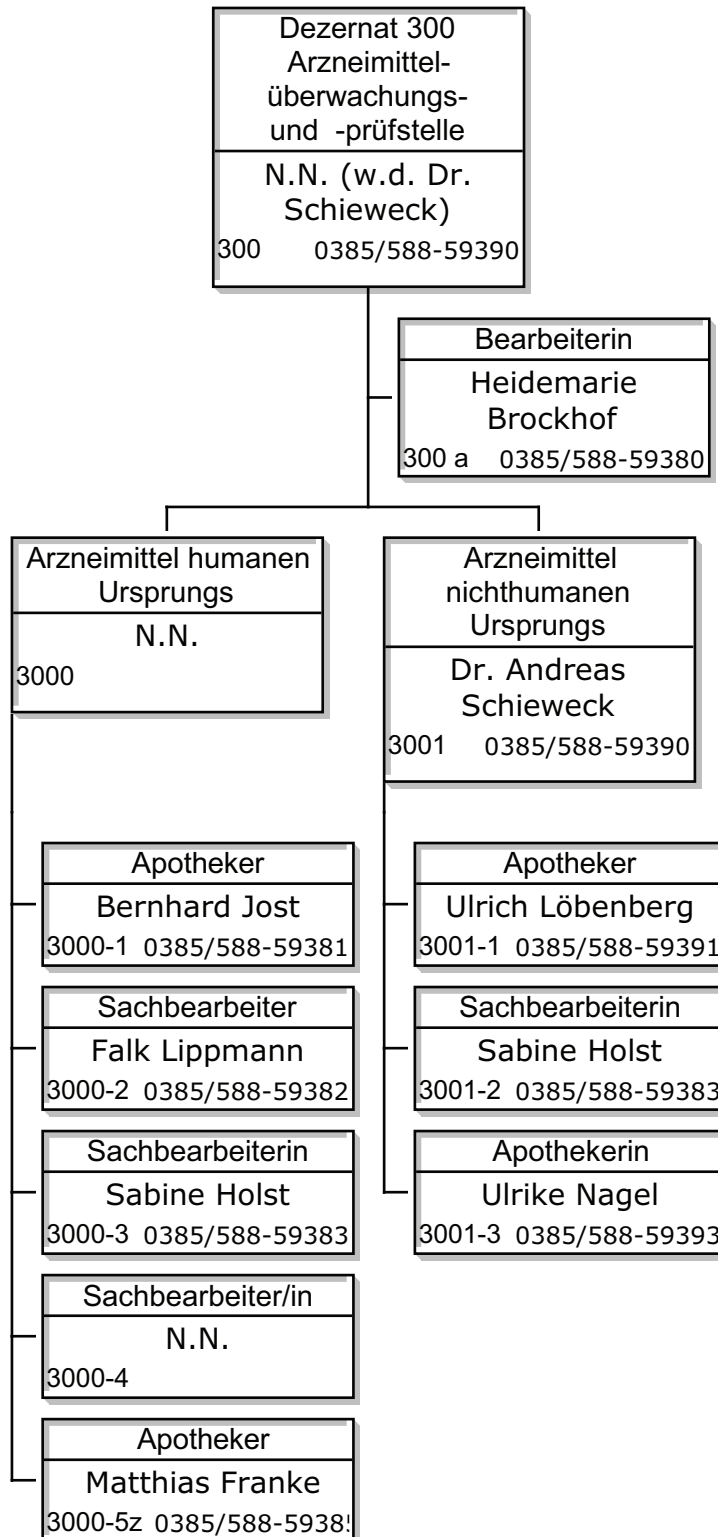 Dezernat 300
Arzneimittel-
überwachungs-
und -prüfstelle
N.N. (w.d. Dr.
Schieweck)
300 0385/588-59390
Bearbeiterin
Heidemarie
Brockhof
300 a 0385/588-59380
Arzneimittel humanen
Ursprungs
N.N.
3000
Arzneimittel
nichthumanen
Ursprungs
Dr. Andreas
Schieweck
3001 0385/588-59390
Apotheker
Bernhard Jost
3000-1 0385/588-59381
Sachbearbeiter
Falk Lippmann
3000-2 0385/588-59382
Sachbearbeiterin
Sabine Holst
3000-3 0385/588-59383
Sachbearbeiter/in
N.N.
3000-4
Apotheker
Matthias Franke
3000-5z
Apotheker
Ulrich Löbenberg
3001-1 0385/588-59391
Sachbearbeiterin
Sabine Holst
3001-2 0385/588-59383
Apothekerin
Ulrike Nagel
3001-3 0385/588-59393